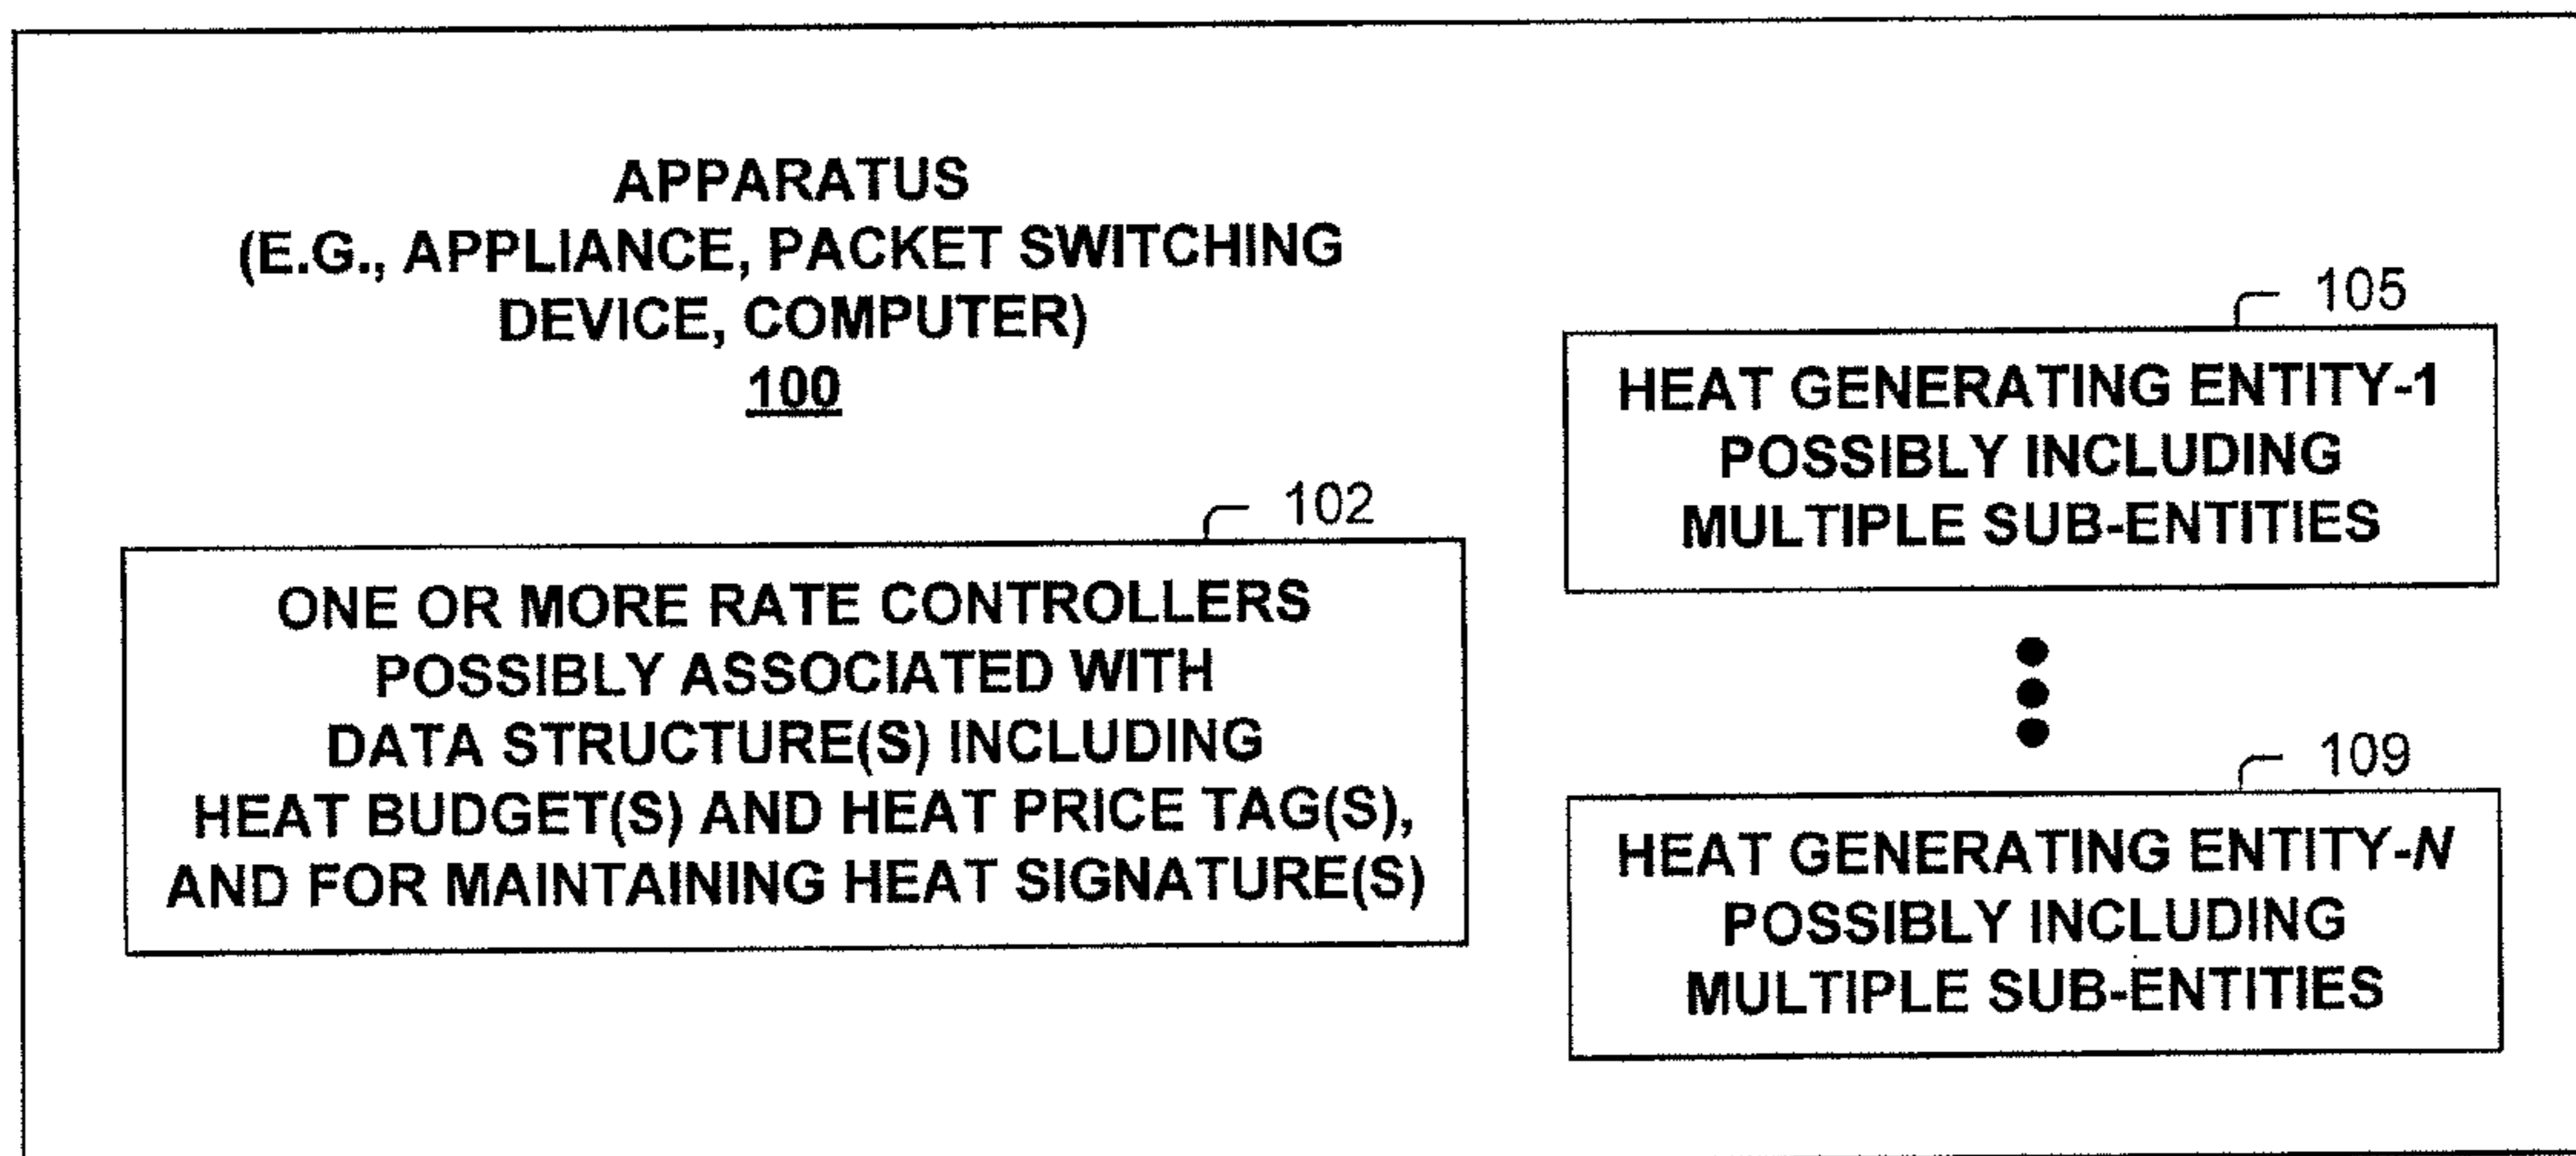 APPARATUS
(E.G., APPLIANCE, PACKET SWITCHING
DEVICE, COMPUTER)
100
102
ONE OR MORE RATE CONTROLLERS
POSSIBLY ASSOCIATED WITH
DATA STRUCTURE(S) INCLUDING
HEAT BUDGET(S) AND HEAT PRICE TAG(S),
AND FOR MAINTAINING HEAT SIGNATURE(S)
105
HEAT GENERATING ENTITY-1
POSSIBLY INCLUDING
MULTIPLE SUB-ENTITIES
109
HEAT GENERATING ENTITY-N
POSSIBLY INCLUDING
MULTIPLE SUB-ENTITIES